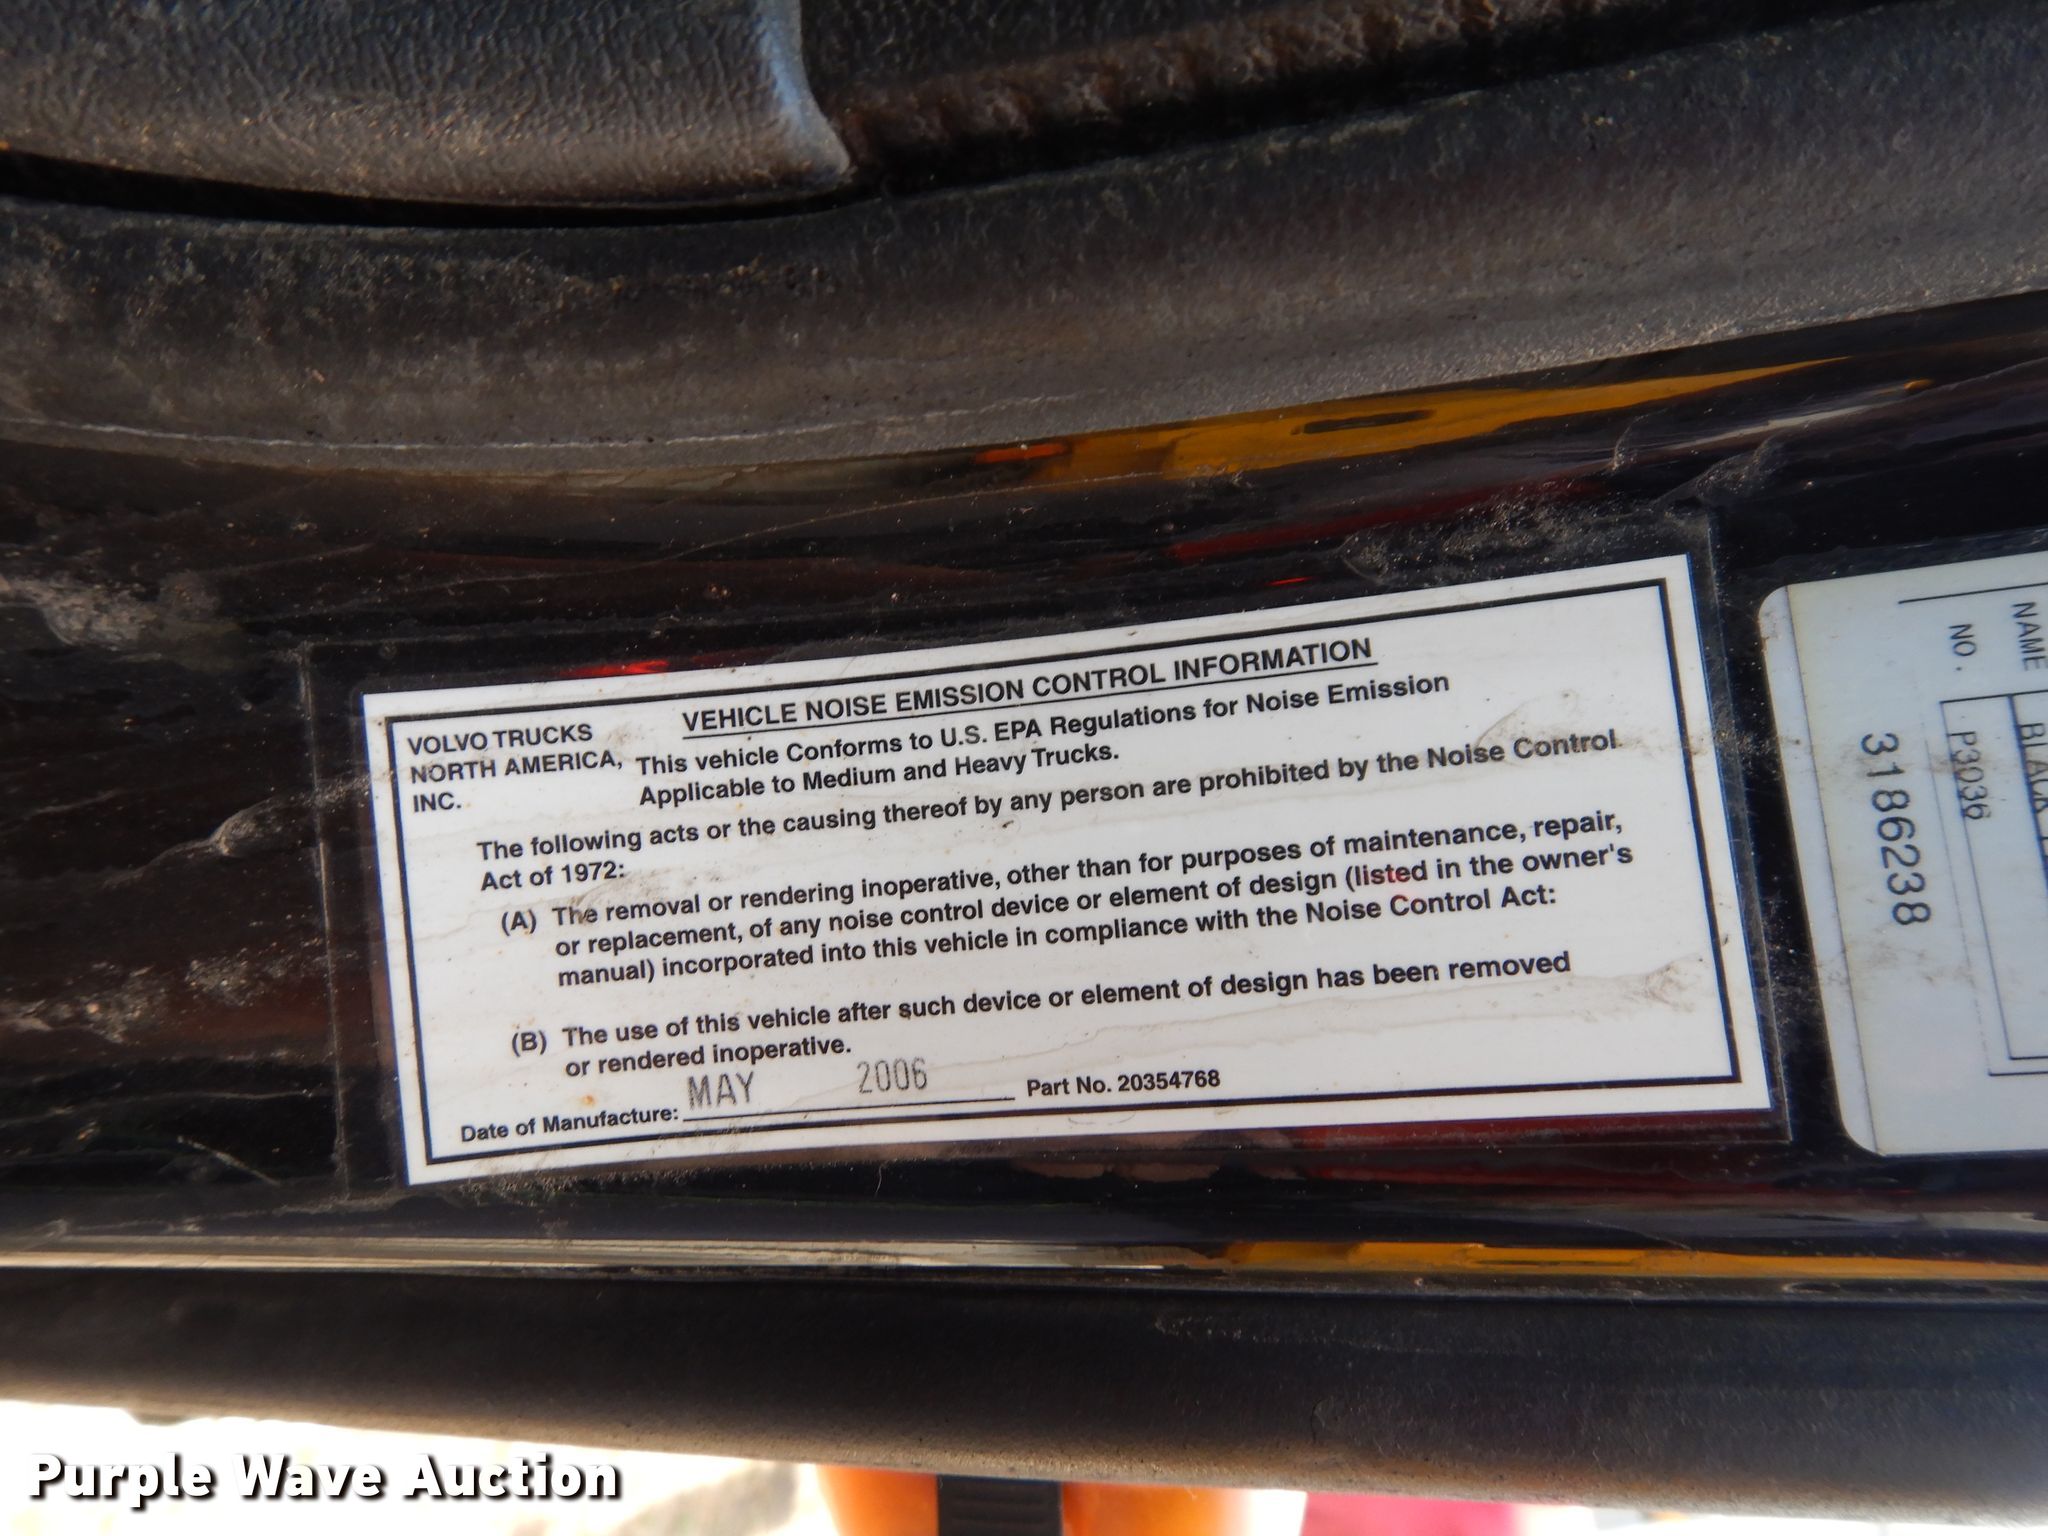 VOLVO TRUCKS
NORTH AMERICA,
INC.
VEHICLE NOISE EMISSION CONTROL INFORMATION
This vehicle Conforms to U.S. EPA Regulations for Noise Emission
Applicable to Medium and Heavy Trucks.
The following acts or the causing thereof by any person are prohibited by the Noise Control
Act of 1972:
(A) The removal or rendering inoperative, other than for purposes of maintenance, repair,
or replacement, of any noise control device or element of design (listed in the owner's
manual) incorporated into this vehicle in compliance with the Noise Control Act:
(B) The use of this vehicle after such device or element of design has been removed
or rendered inoperative.
Date of Manufacture: MAY 2006 Part No. 20354768
NAME BLACK
NO. P3036
3186238
Purple Wave Auction